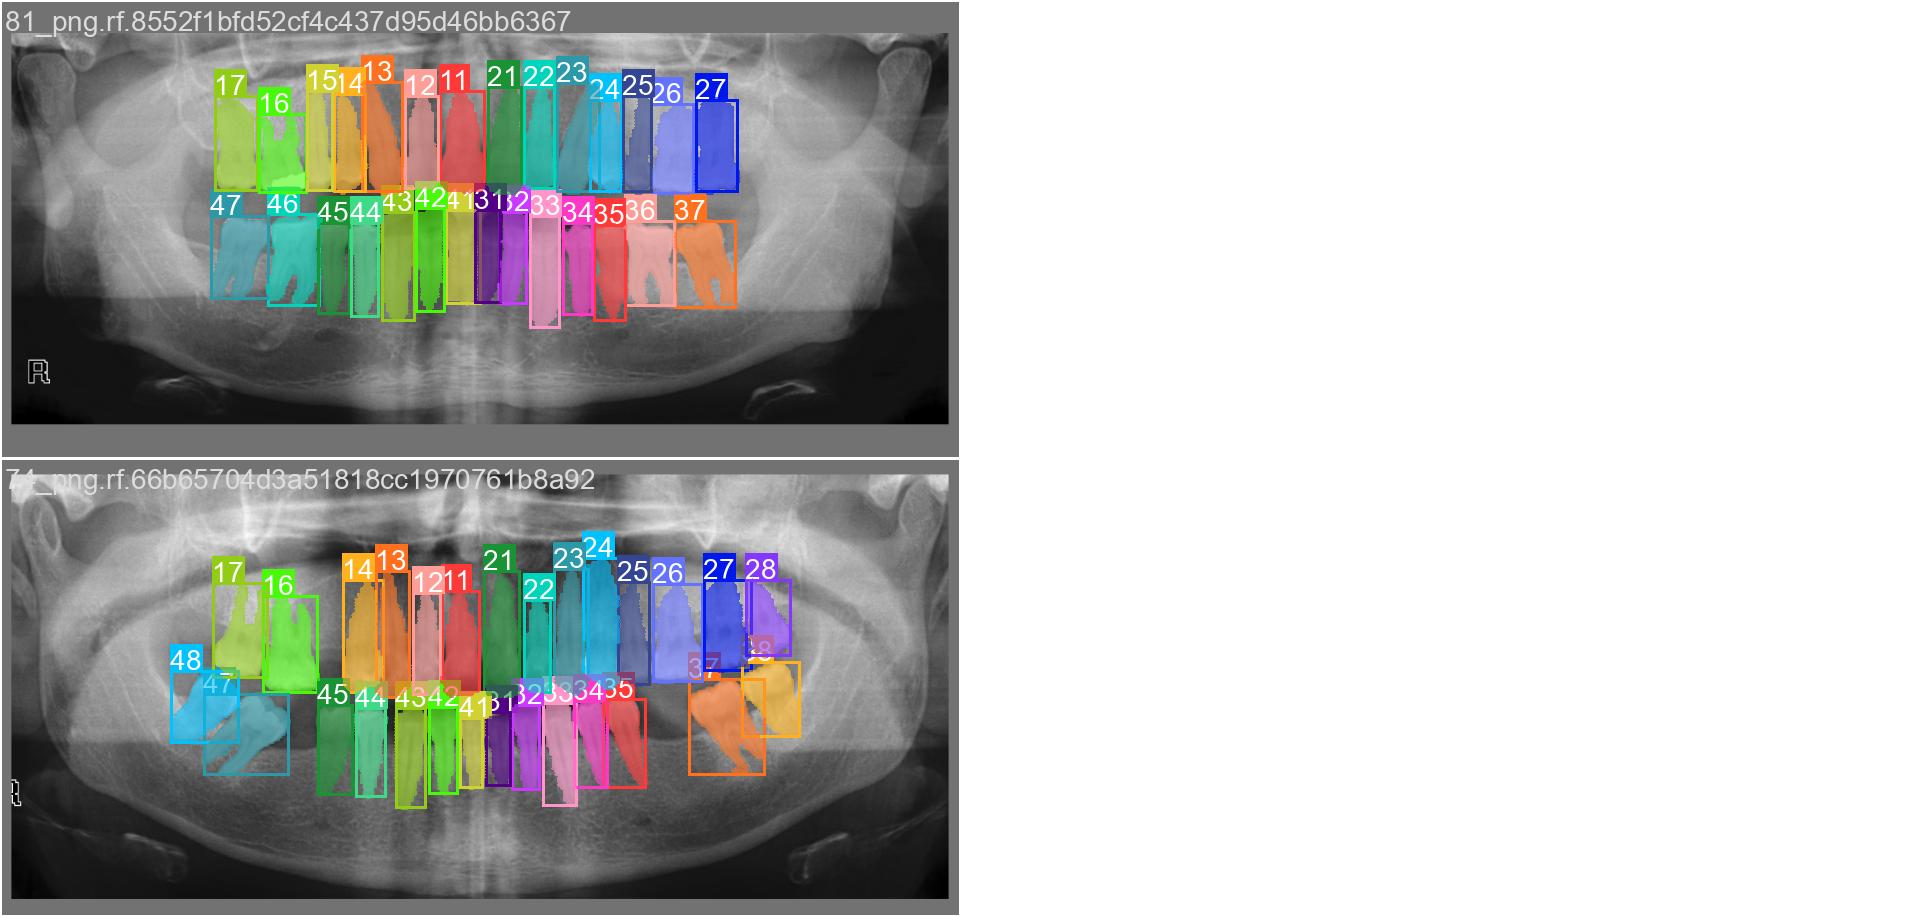 81_png.rf.8552f1bfd52cf4c437d95d46bb6367
17 16 15 14 13 12 11 21 22 23 24 25 26 27
47 46 45 44 43 42 41 31 32 33 34 35 36 37
R
74_png.rf.66b65704d3a51818cc1970761b8a92
17 16 14 13 12 11 21 22 23 24 25 26 27 28
48 47 45 44 43 42 41 31 32 33 34 35 37 38
R